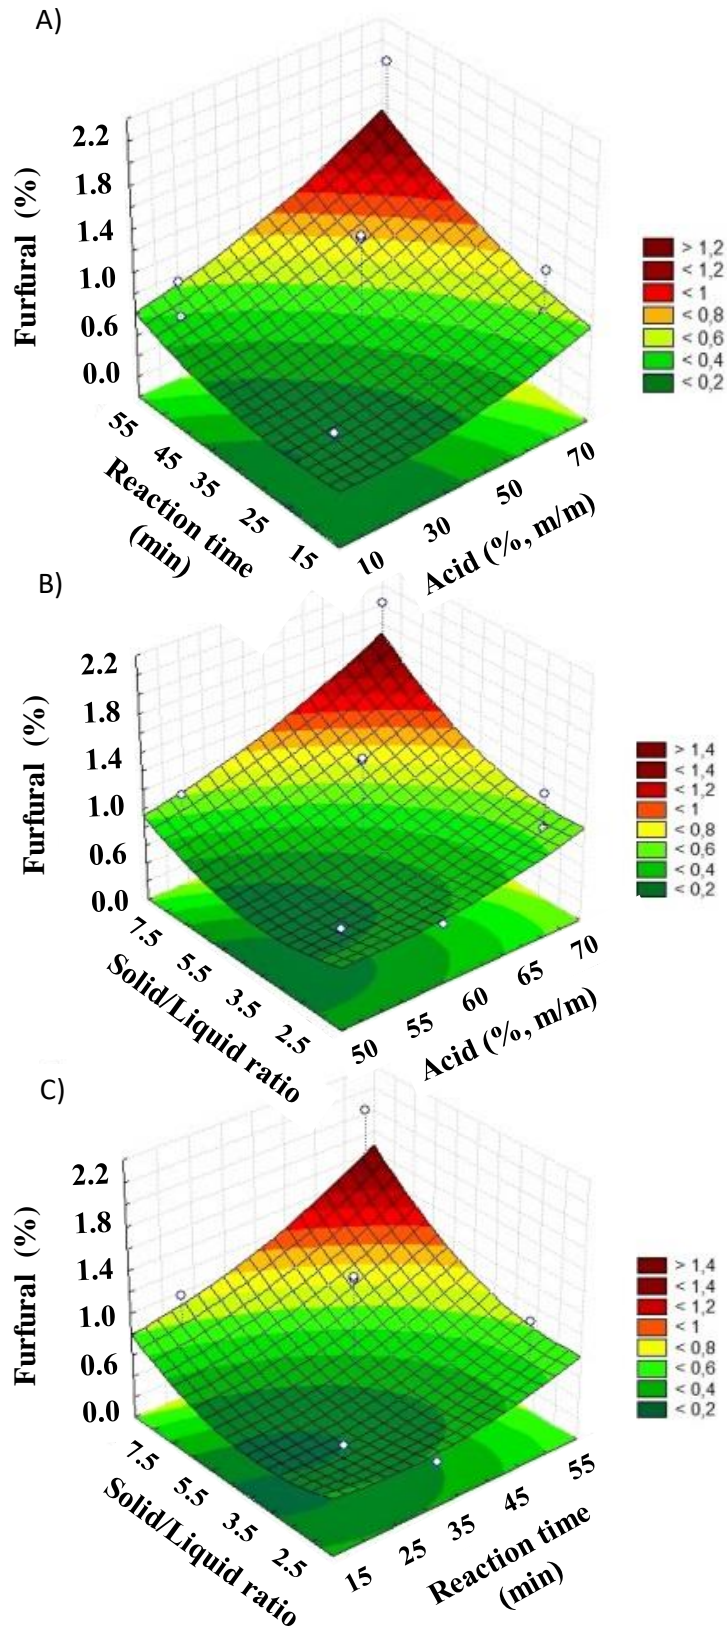 A)
Furfural (%)
2.2
1.8
1.4
1.0
0.6
0.0
55 45 35 25 15
Reaction time
(min)
10 30 50 70
Acid (%, m/m)
> 1,2
< 1,2
< 1
< 0,8
< 0,6
< 0,4
< 0,2
B)
Furfural (%)
2.2
1.8
1.4
1.0
0.6
0.0
7.5 5.5 3.5 2.5
Solid/Liquid ratio
50 55 60 65 70
Acid (%, m/m)
> 1,4
< 1,4
< 1,2
< 1
< 0,8
< 0,6
< 0,4
< 0,2
C)
Furfural (%)
2.2
1.8
1.4
1.0
0.6
0.0
7.5 5.5 3.5 2.5
Solid/Liquid ratio
15 25 35 45 55
Reaction time
(min)
> 1,4
< 1,4
< 1,2
< 1
< 0,8
< 0,6
< 0,4
< 0,2